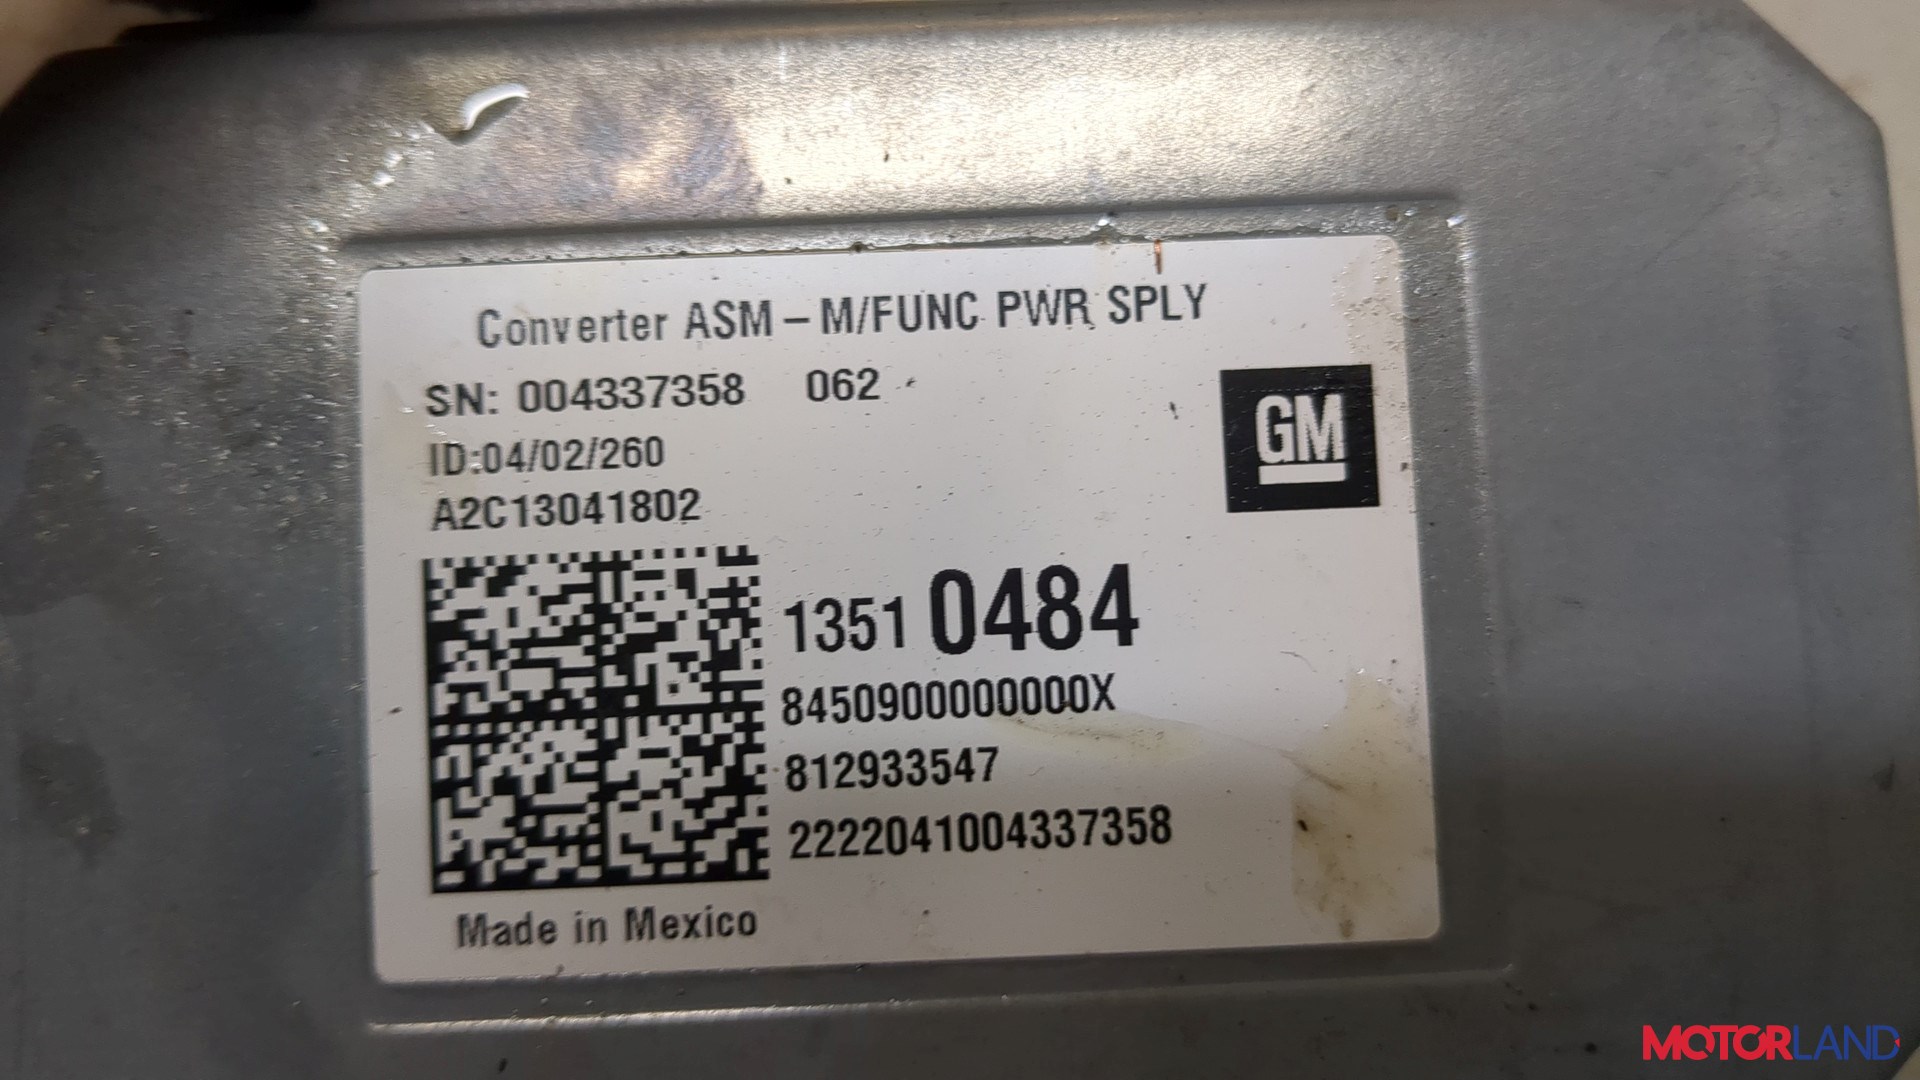 Converter ASM – M/FUNC PWR SPLY
SN: 004337358 062
ID:04/02/260
A2C13041802
GM
1351 0484
8450900000000X
812933547
2222041004337358
Made in Mexico
MOTORLAND